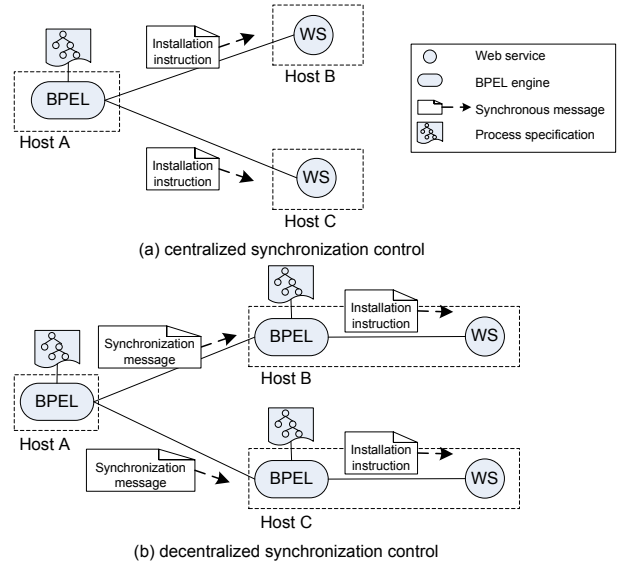 Installation
instruction
WS
Host B
BPEL
Host A
Installation
instruction
WS
Host C
Web service
BPEL engine
Synchronous message
Process specification
(a) centralized synchronization control
Synchronization
message
BPEL
Installation
instruction
WS
Host B
BPEL
Host A
Synchronization
message
BPEL
Installation
instruction
WS
Host C
(b) decentralized synchronization control